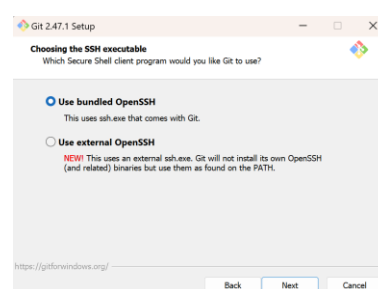 Git 2.47.1 Setup
Choosing the SSH executable
Which Secure Shell client program would you like Git to use?
Use bundled OpenSSH
This uses ssh.exe that comes with Git.
Use external OpenSSH
NEW! This uses an external ssh.exe. Git will not install its own OpenSSH
(and related) binaries but use them as found on the PATH.
https://gitforwindows.org/
Back Next Cancel